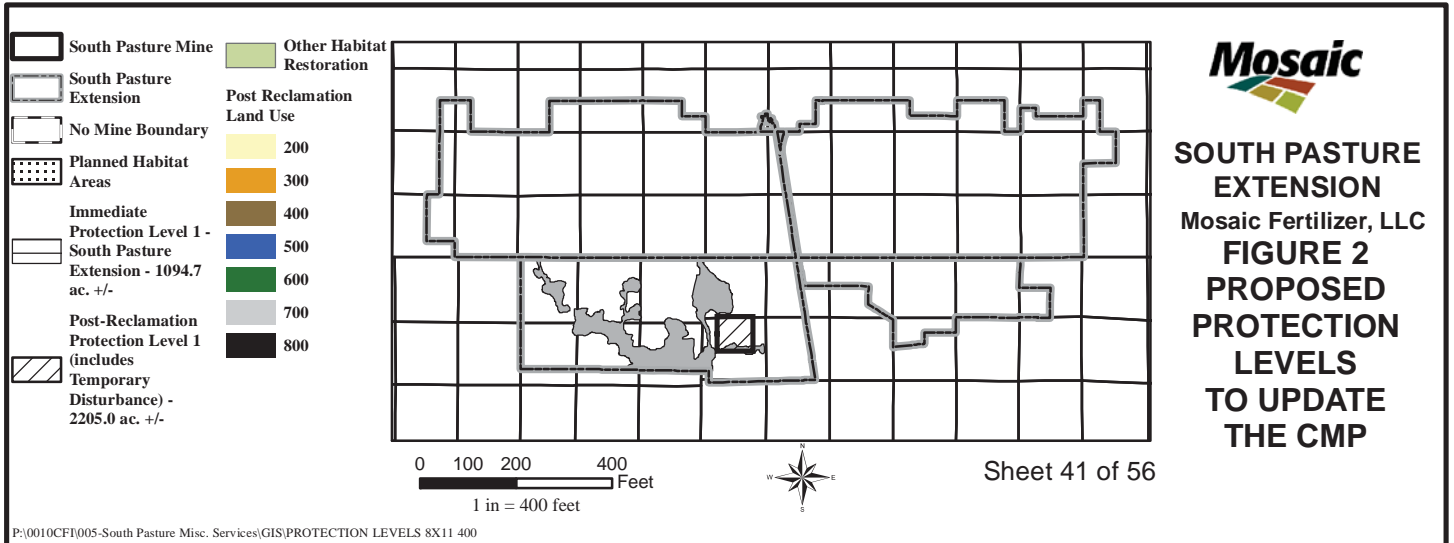 South Pasture Mine
South Pasture
Extension
No Mine Boundary
Planned Habitat
Areas
Immediate
Protection Level 1 -
South Pasture
Extension - 1094.7
ac. +/-
Post-Reclamation
Protection Level 1
(includes
Temporary
Disturbance) -
2205.0 ac. +/-
Other Habitat
Restoration
Post Reclamation
Land Use
200
300
400
500
600
700
800
0 100 200 400
Feet
1 in = 400 feet
N
W E
S
Sheet 41 of 56
Mosaic
SOUTH PASTURE
EXTENSION
Mosaic Fertilizer, LLC
FIGURE 2
PROPOSED
PROTECTION
LEVELS
TO UPDATE
THE CMP
P:\0010CFI\005-South Pasture Misc. Services\GIS\PROTECTION LEVELS 8X11 400